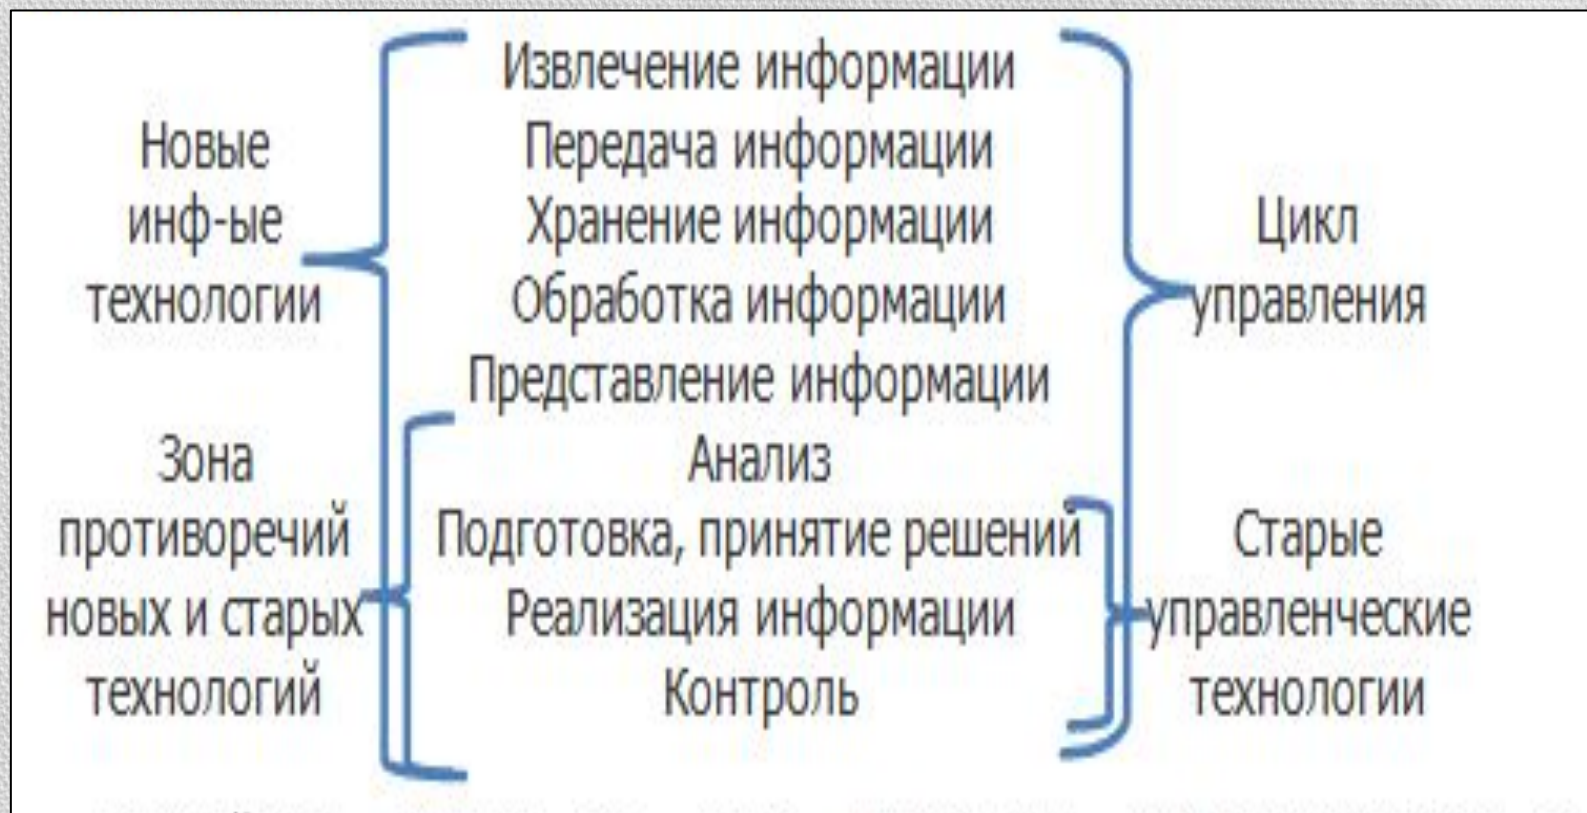 Новые
инф-ые
технологии
Зона
противоречий
новых и старых
технологий
Извлечение информации
Передача информации
Хранение информации
Обработка информации
Представление информации
Анализ
Подготовка, принятие решений
Реализация информации
Контроль
Цикл
управления
Старые
управленческие
технологии